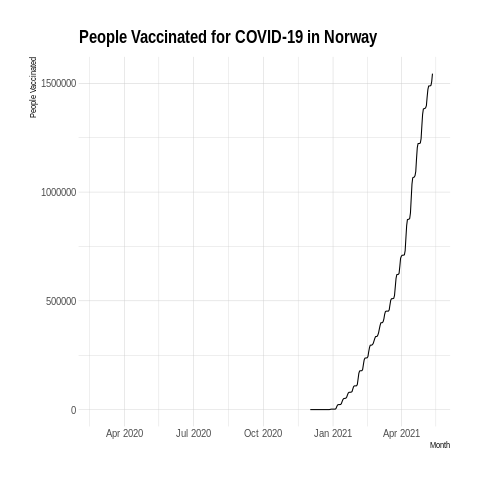 People Vaccinated for COVID-19 in Norway
People Vaccinated
1500000
1000000
500000
0
Apr 2020
Jul 2020
Oct 2020
Jan 2021
Apr 2021
Month